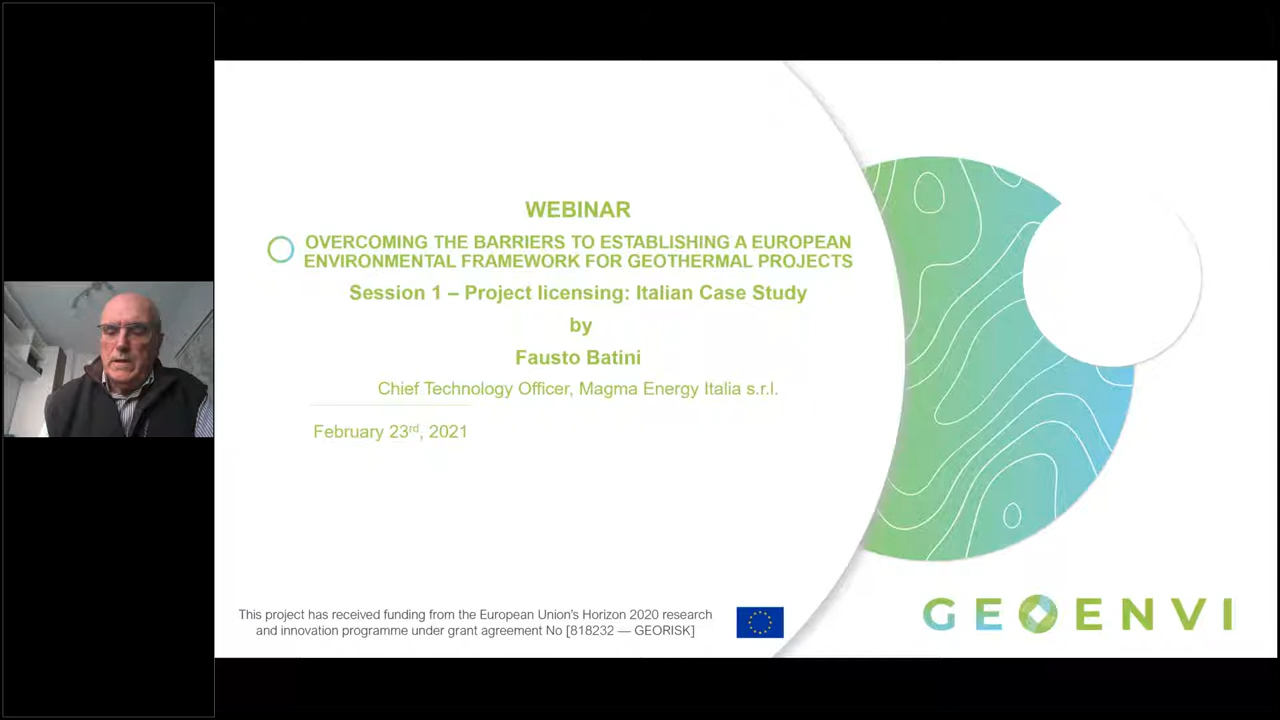 WEBINAR
OVERCOMING THE BARRIERS TO ESTABLISHING A EUROPEAN
ENVIRONMENTAL FRAMEWORK FOR GEOTHERMAL PROJECTS
Session 1 – Project licensing: Italian Case Study
by
Fausto Batini
Chief Technology Officer, Magma Energy Italia s.r.l.
February 23rd, 2021
This project has received funding from the European Union's Horizon 2020 research
and innovation programme under grant agreement No [818232 — GEORISK]
GEOENVI